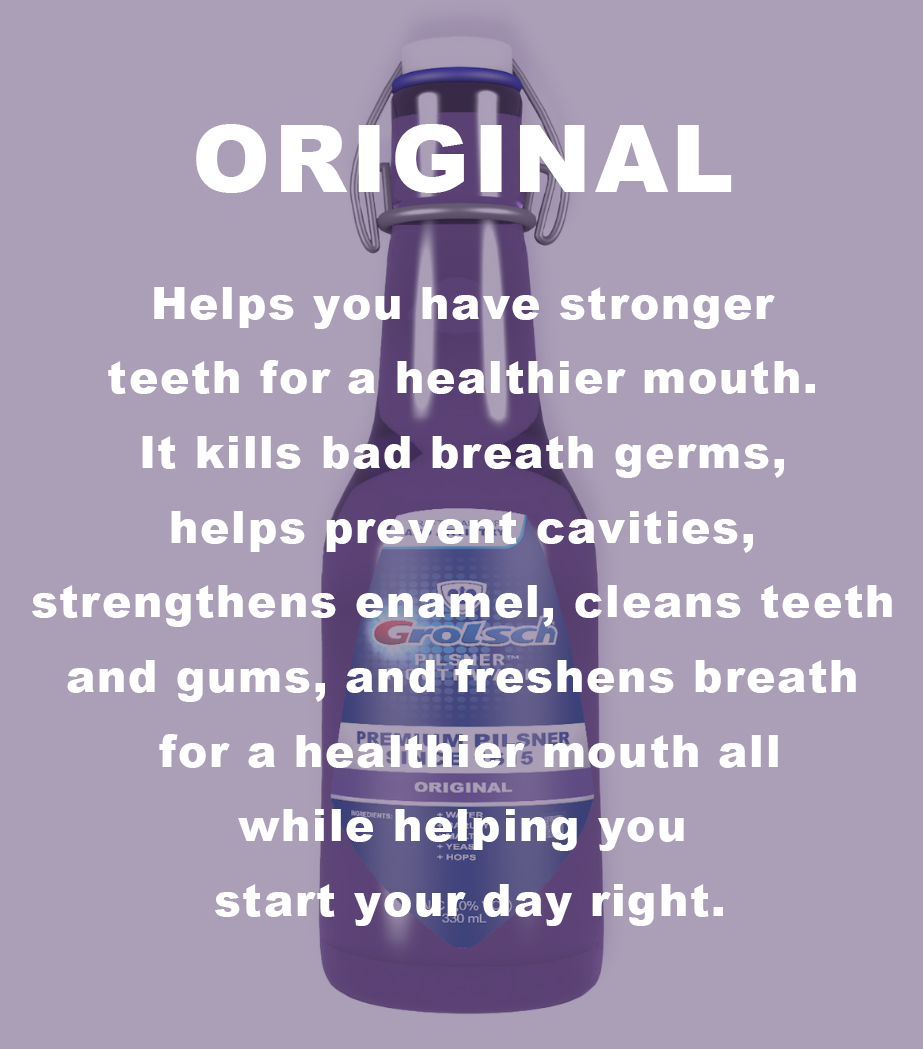 ORIGINAL
Helps you have stronger
teeth for a healthier mouth.
It kills bad breath germs,
helps prevent cavities,
strengthens enamel, cleans teeth
and gums, and freshens breath
for a healthier mouth all
while helping you
start your day right.
Grolsch
PILSNER™
PREMIUM PILSNER
SINCE
ORIGINAL
INGREDIENTS:
+ WATER
+ YEAST
+ HOPS
330 mL